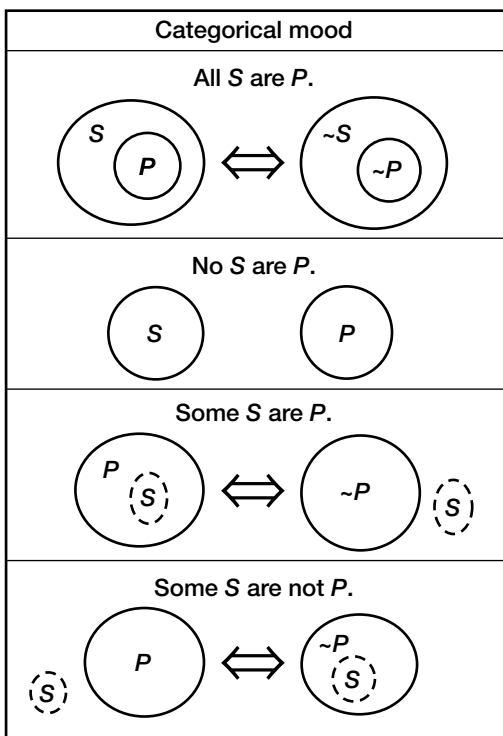 Categorical mood
All S are P.
S
P
~S
~P
No S are P.
S
P
Some S are P.
P
S
~P
S
Some S are not P.
S
P
~P
S